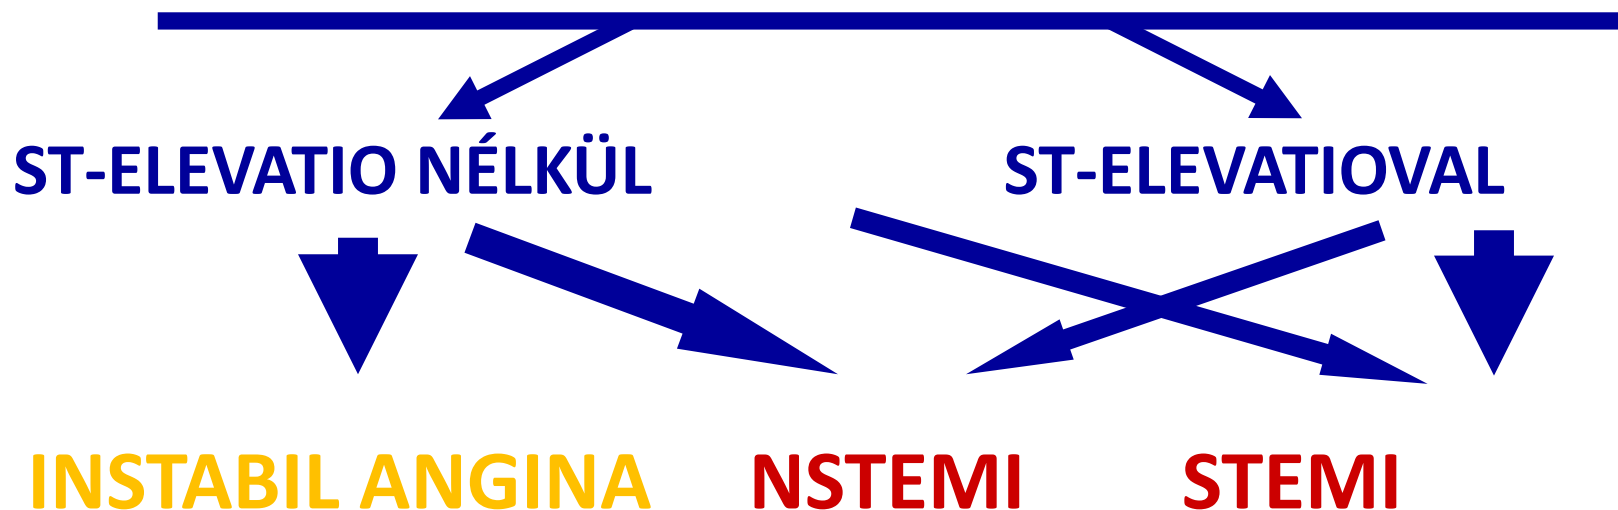 ST-ELEVATIO NÉLKÜL
ST-ELEVATIOVAL
INSTABIL ANGINA
NSTEMI
STEMI